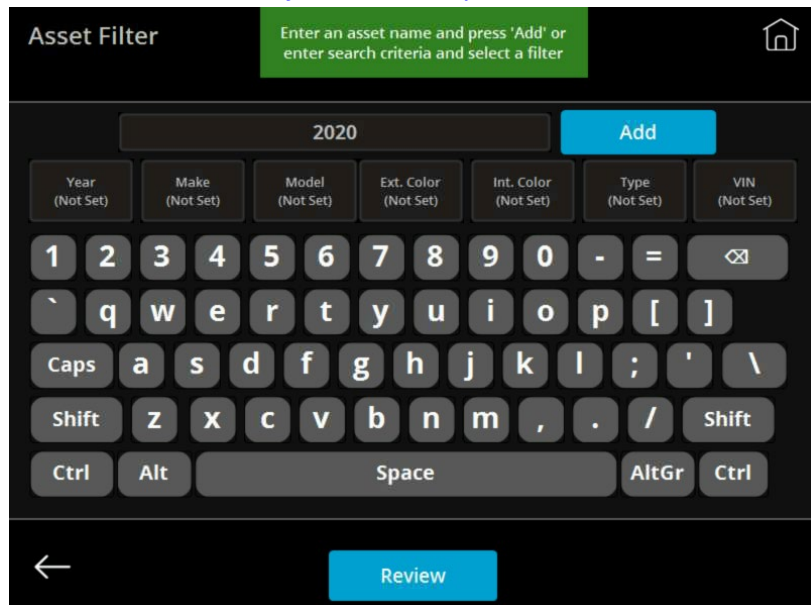 Asset Filter
Enter an asset name and press 'Add' or
enter search criteria and select a filter
2020
Add
Year
(Not Set)
Make
(Not Set)
Model
(Not Set)
Ext. Color
(Not Set)
Int. Color
(Not Set)
Type
(Not Set)
VIN
(Not Set)
1 2 3 4 5 6 7 8 9 0 - =
` q w e r t y u i o p [ ]
Caps a s d f g h j k l ; ' \
Shift z x c v b n m , . / Shift
Ctrl Alt Space AltGr Ctrl
Review